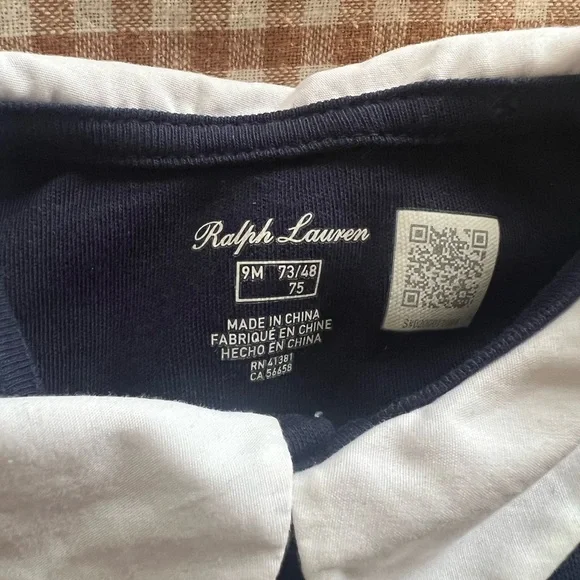 Ralph Lauren
9M 73/48
75
MADE IN CHINA
FABRIQUÉ EN CHINE
HECHO EN CHINA
RN 41381
CA 56658